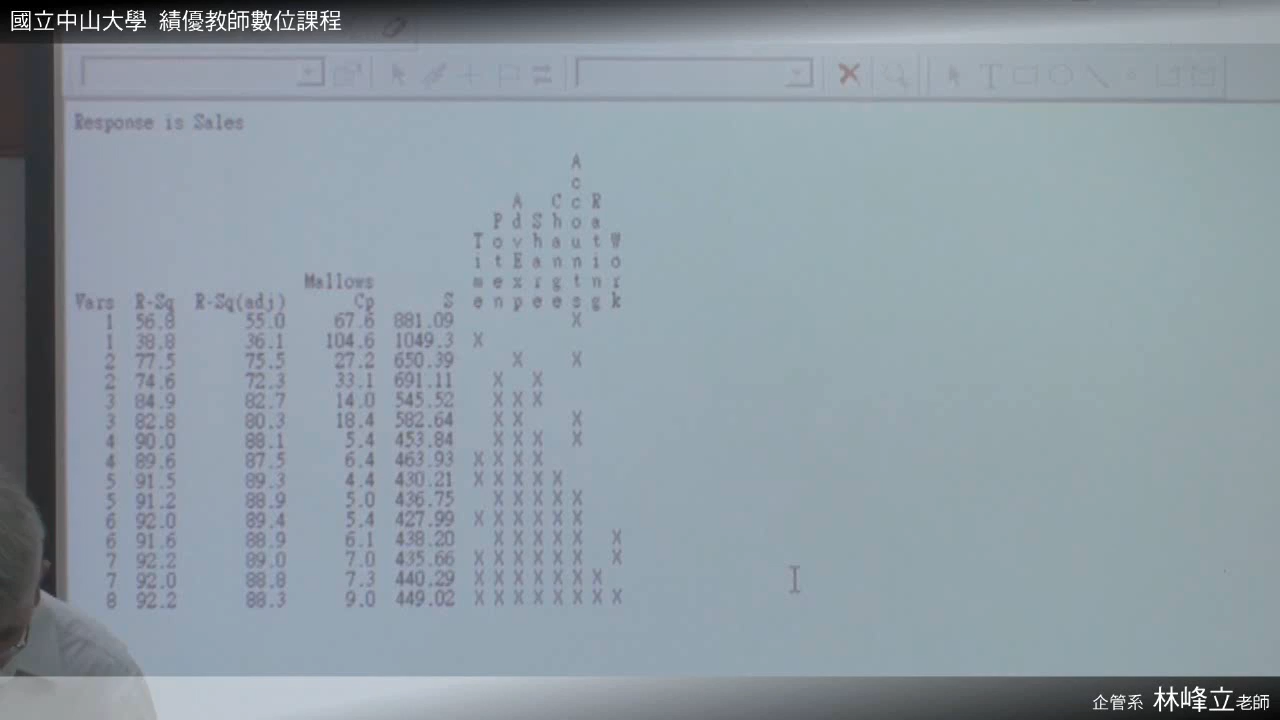 國立中山大學 績優教師數位課程
Response is Sales
Time
Poten
AdvExp
Share
Change
Accounts
Rating
Work
Mallows
Vars R-Sq R-Sq(adj) Cp S
1 56.8 55.0 67.6 881.09 X
1 38.8 36.1 104.6 1049.3 X
2 77.5 75.5 27.2 650.39 X X
2 74.6 72.3 33.1 691.11 X X
3 84.9 82.7 14.0 545.52 X X X
3 82.8 80.3 18.4 582.64 X X X
4 90.0 88.1 5.4 453.84 X X X X
4 89.6 87.5 6.4 463.93 X X X X
5 91.5 89.3 4.4 430.21 X X X X X
5 91.2 88.9 5.0 436.75 X X X X X
6 92.0 89.4 5.4 427.99 X X X X X X
6 91.6 88.9 6.1 438.20 X X X X X X
7 92.2 89.0 7.0 435.66 X X X X X X X
7 92.0 88.8 7.3 440.29 X X X X X X X
8 92.2 88.3 9.0 449.02 X X X X X X X X
企管系 林峰立老師